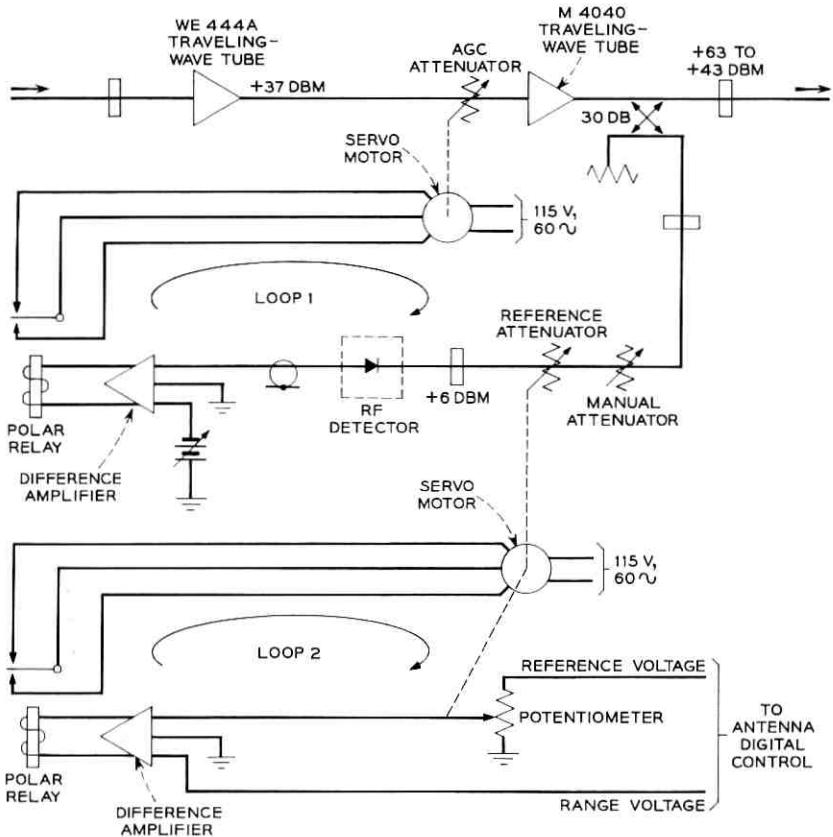 WE 444A
TRAVELING-
WAVE TUBE
+37 DBM
AGC
ATTENUATOR
M 4040
TRAVELING-
WAVE TUBE
+63 TO
+43 DBM
30 DB
SERVO
MOTOR
115 V,
60 ~
LOOP 1
REFERENCE
ATTENUATOR
MANUAL
ATTENUATOR
+6 DBM
RF
DETECTOR
POLAR
RELAY
DIFFERENCE
AMPLIFIER
SERVO
MOTOR
115 V,
60 ~
LOOP 2
REFERENCE VOLTAGE
POTENTIOMETER
TO
ANTENNA
DIGITAL
CONTROL
RANGE VOLTAGE
POLAR
RELAY
DIFFERENCE
AMPLIFIER